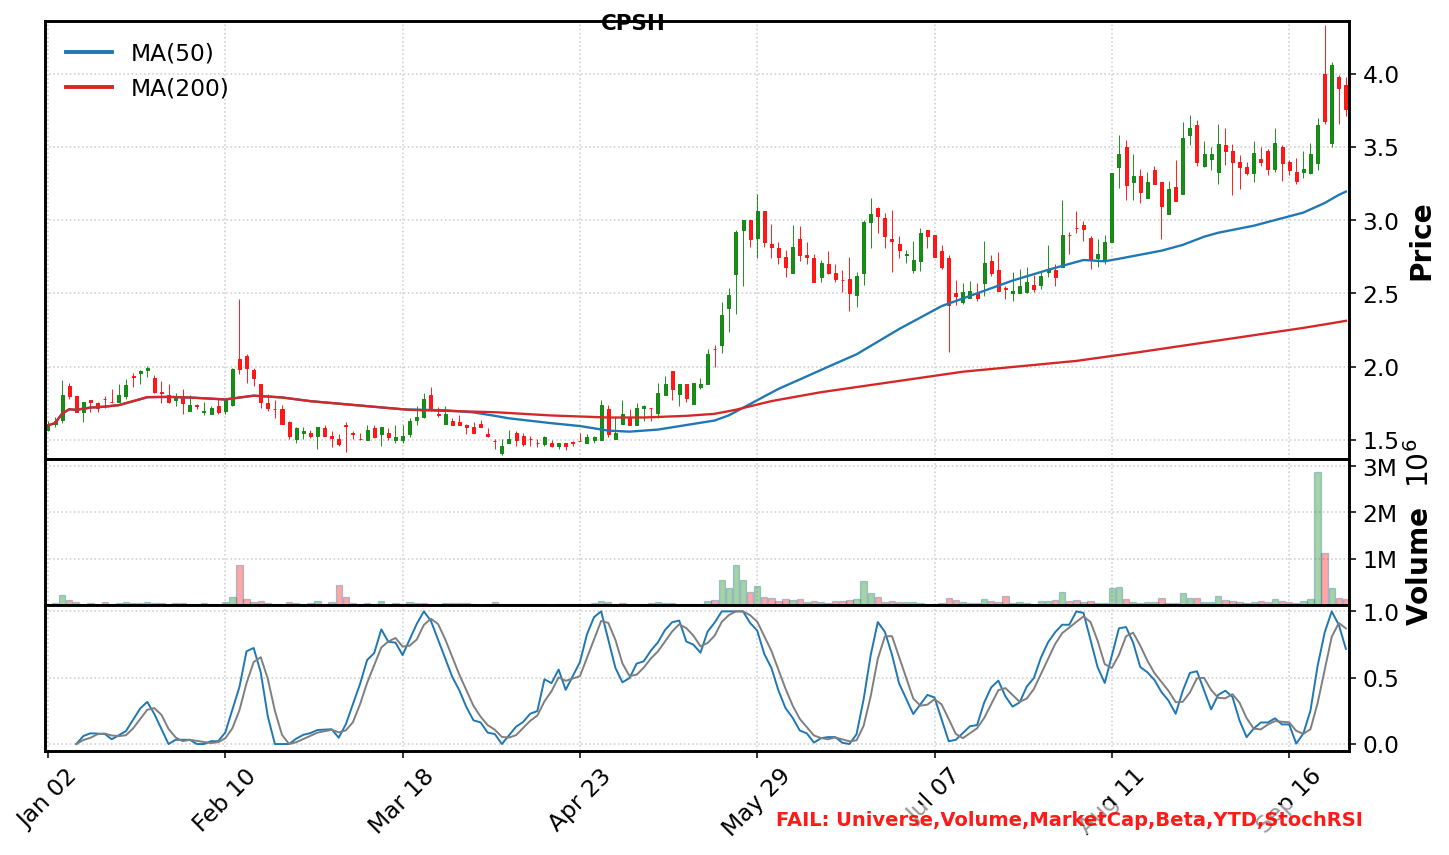 CPSH
MA(50)
MA(200)
4.0
3.5
3.0
2.5
2.0
1.5
Price
3M
2M
1M
Volume 10^6
1.0
0.5
0.0
Jan 02
Feb 10
Mar 18
Apr 23
May 29
Jul 07
Aug 11
Sep 16
FAIL: Universe,Volume,MarketCap,Beta,YTD,StochRSI